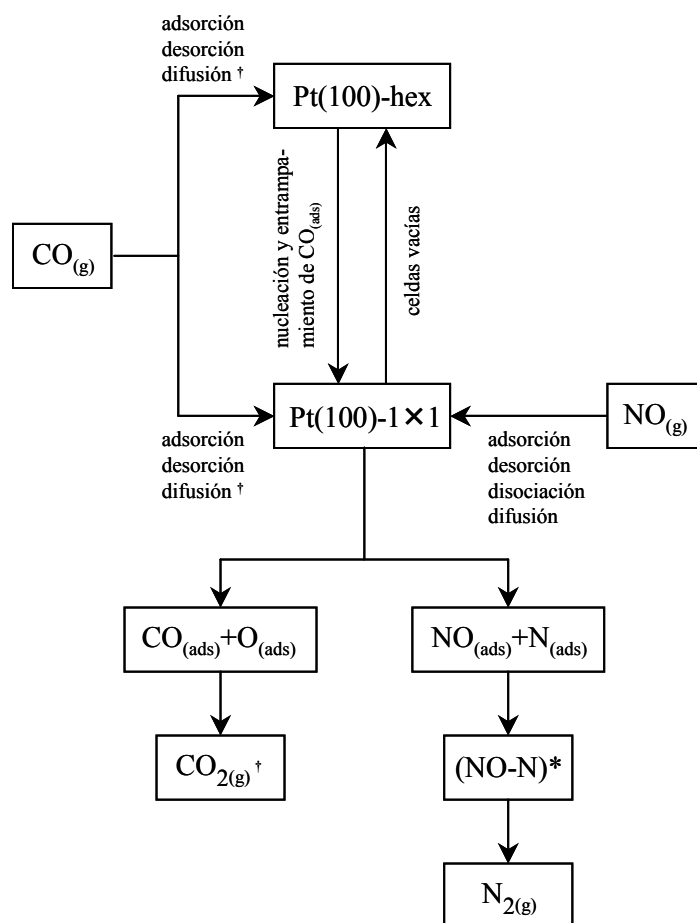 adsorción
desorción
difusión †
Pt(100)-hex
nucleación y entrampa-
miento de CO(ads)
celdas vacías
CO(g)
Pt(100)-1×1
NO(g)
adsorción
desorción
difusión †
adsorción
desorción
disociación
difusión
CO(ads)+O(ads)
NO(ads)+N(ads)
CO2(g) †
(NO-N)*
N2(g)